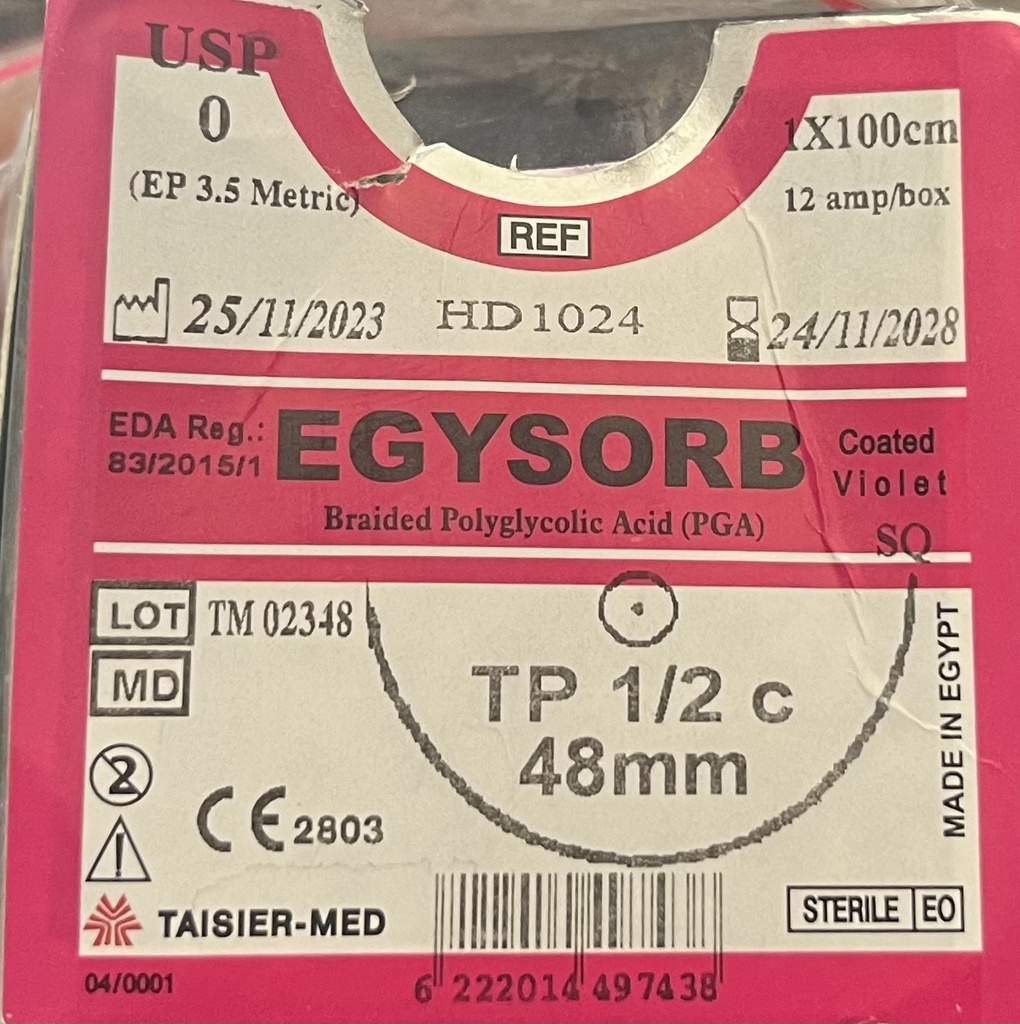 USP
0
(EP 3.5 Metric)
1X100cm
12 amp/box
REF
25/11/2023
HD1024
24/11/2028
EDA Reg.:
83/2015/1
EGYSORB
Coated
Violet
Braided Polyglycolic Acid (PGA)
SQ
LOT TM 02348
MD
TP 1/2 c
48mm
MADE IN EGYPT
2
CE 2803
TAISIER-MED
STERILE EO
04/0001
6 222014 497438